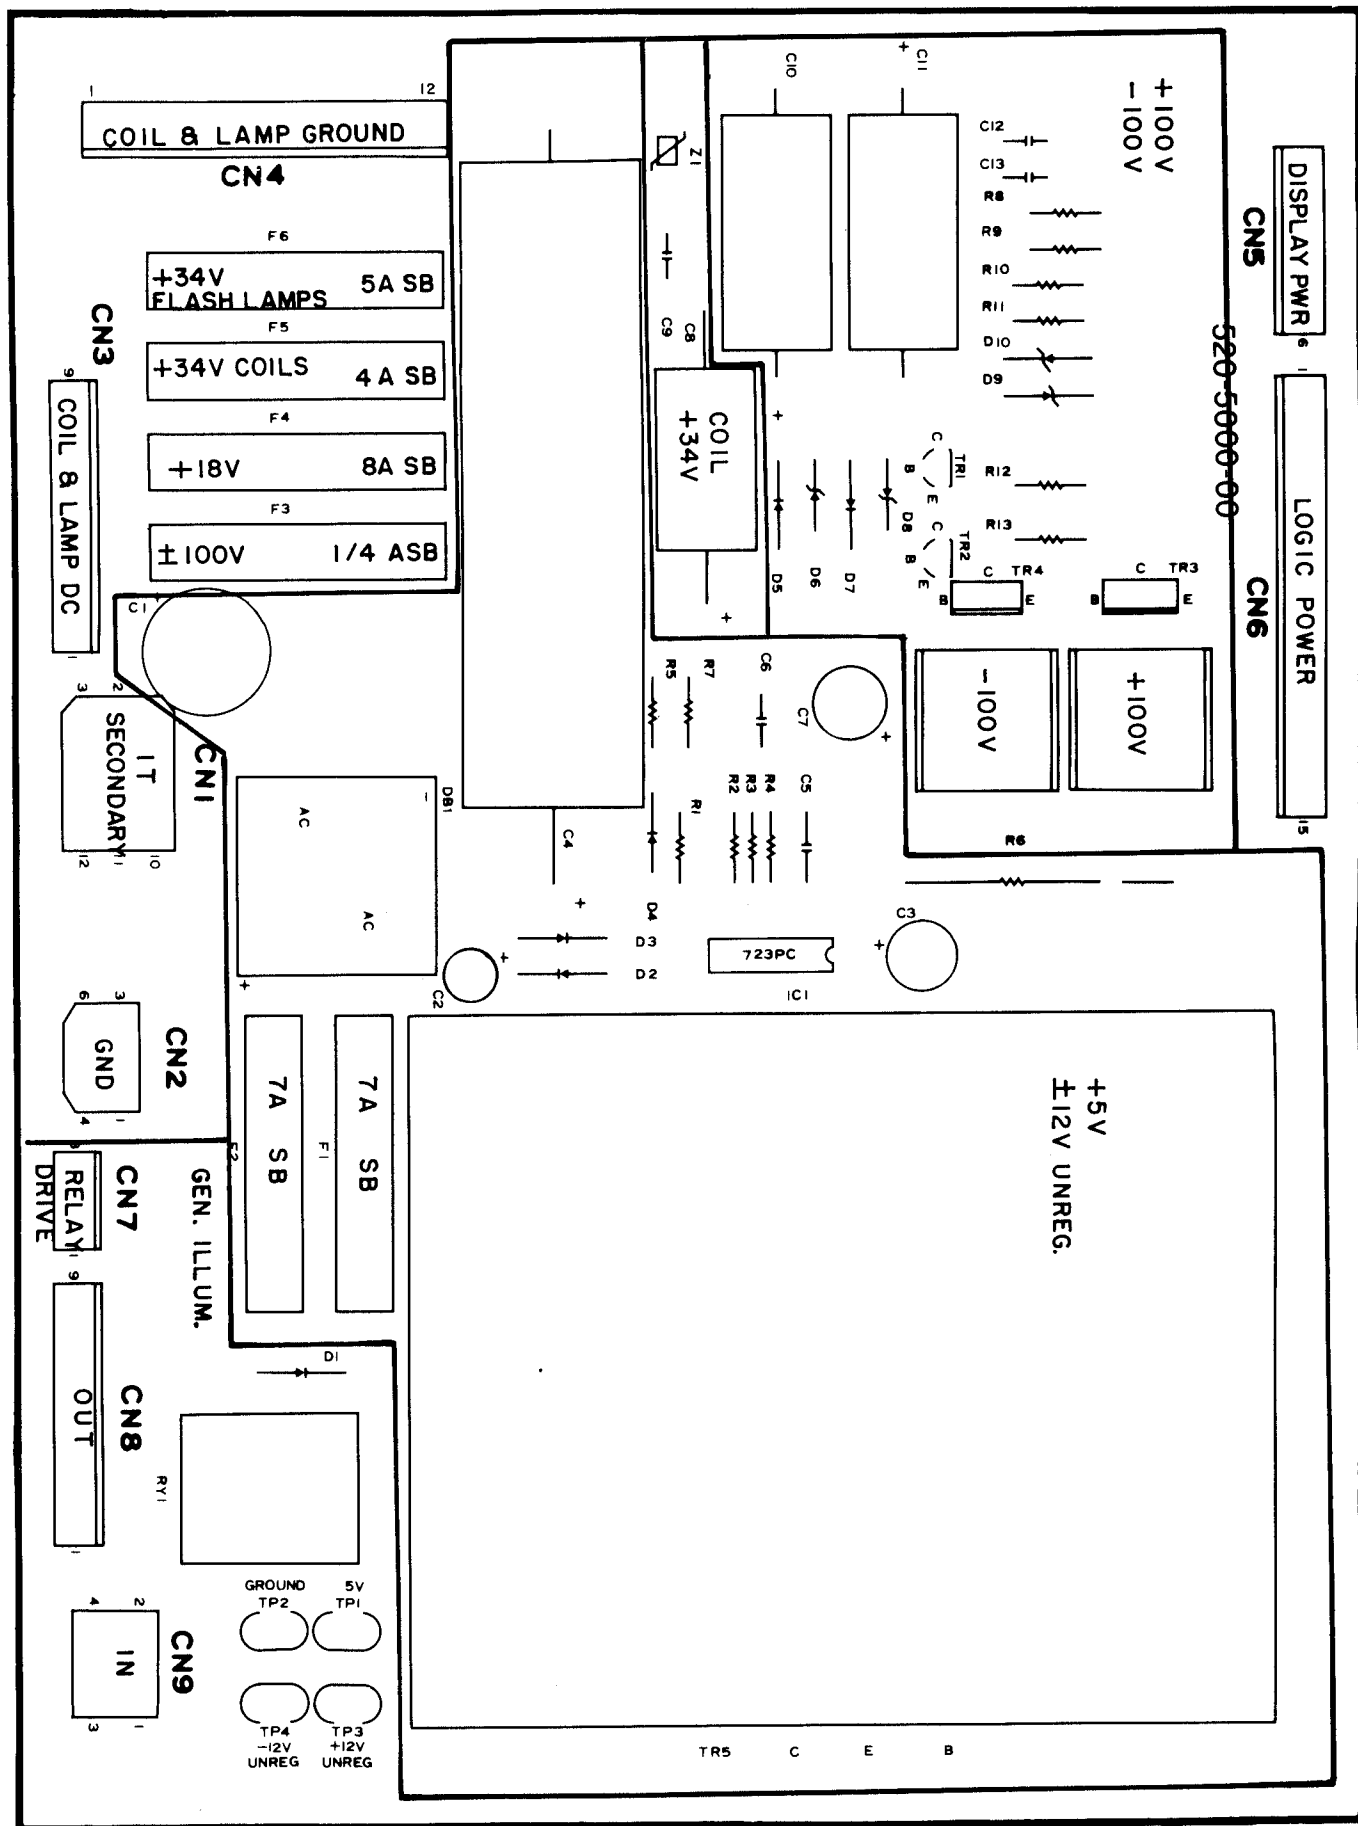 1
12
COIL & LAMP GROUND
CN4
F6
+34V
FLASH LAMPS
5A SB
F5
+34V COILS
4A SB
F4
+18V
8A SB
F3
±100V
1/4 ASB
CN3
9
COIL & LAMP DC
1
C1
+
3
2
1T
SECONDARY
12
11
10
CN1
DB1
-
AC
AC
+
C4
+
Z1
C9
C8
COIL
+34V
+
C10
+
C11
+
+100V
-100V
C12
C13
R8
R9
R10
R11
D10
D9
R12
R13
C
B
E
TR1
C
B
E
TR2
D5
D6
D7
D8
C
TR4
B
E
C
TR3
B
E
-100V
+100V
520-5000-00
CN5
DISPLAY PWR
6
1
CN6
LOGIC POWER
15
R5
R7
C6
C7
+
R1
R2
R3
R4
C5
R6
D4
D3
D2
C2
+
723PC
IC1
C3
+
6
3
GND
4
1
CN2
7A SB
F2
7A SB
F1
+5V
±12V UNREG.
CN7
RELAY
DRIVE
1
GEN. ILLUM.
9
OUT
1
CN8
D1
RY1
GROUND
TP2
5V
TP1
TP4
-12V
UNREG
TP3
+12V
UNREG
4
2
IN
3
1
CN9
TR5
C
E
B